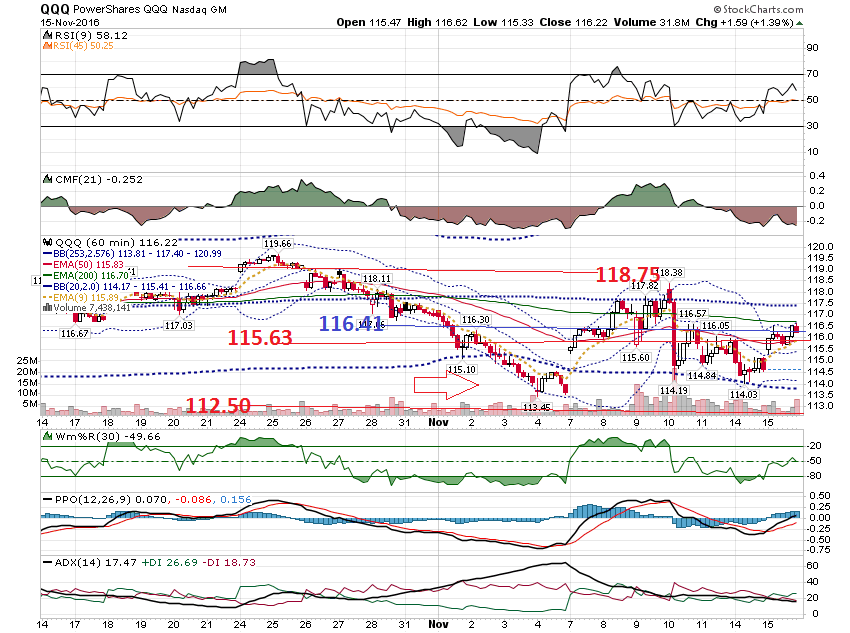 QQQ PowerShares QQQ Nasdaq GM
© StockCharts.com
15-Nov-2016
Open 115.47 High 116.62 Low 115.33 Close 116.22 Volume 31.8M Chg +1.59 (+1.39%)
RSI(9) 58.12
RSI(45) 50.25
90
70
50
30
10
CMF(21) -0.252
0.4
0.2
0.0
-0.2
QQQ (60 min) 116.22
BB(253,2.576) 113.81 - 117.40 - 120.99
EMA(50) 115.83
EMA(200) 116.70
BB(20,2.0) 114.17 - 115.41 - 116.66
EMA(9) 115.89
Volume 7,438,141
119.66
118.11
118.75
118.38
117.82
116.67
117.03
116.41
116.30
116.57
116.05
115.63
115.60
115.10
114.84
114.19
114.03
113.45
112.50
120.0
119.5
119.0
118.5
118.0
117.5
117.0
116.5
116.0
115.5
115.0
114.5
114.0
113.5
113.0
25M
20M
15M
10M
5M
14 17 18 19 20 21 24 25 26 27 28 31 Nov 2 3 4 7 8 9 10 11 14 15
Wm%R(30) -49.66
-20
-50
-80
PPO(12,26,9) 0.070, -0.086, 0.156
0.50
0.25
0.00
-0.25
-0.50
-0.75
ADX(14) 17.47 +DI 26.69 -DI 18.73
60
40
20
0
14 17 18 19 20 21 24 25 26 27 28 31 Nov 2 3 4 7 8 9 10 11 14 15